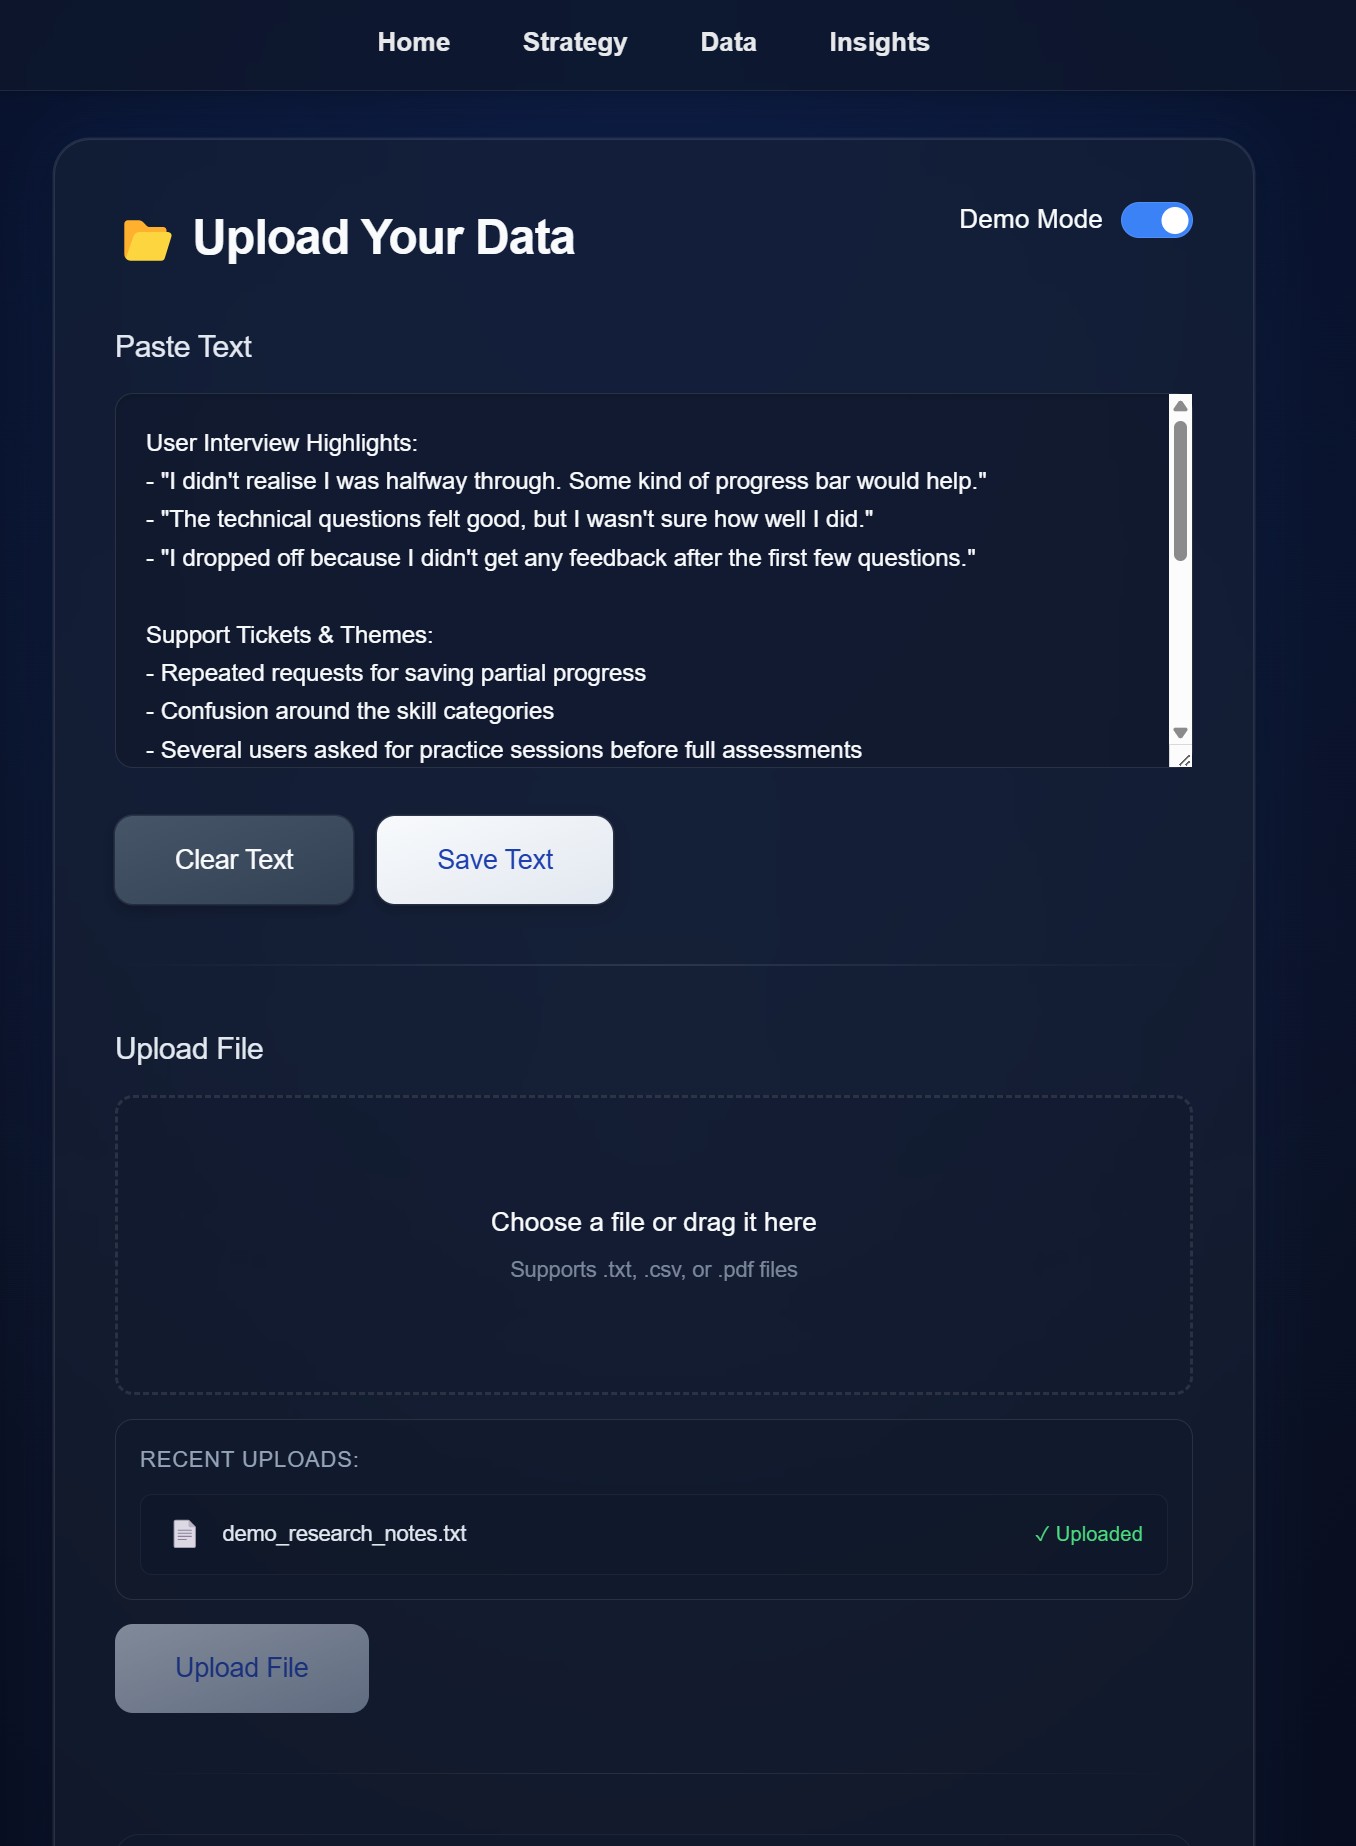 Home Strategy Data Insights
Upload Your Data
Demo Mode
Paste Text
User Interview Highlights:
- "I didn't realise I was halfway through. Some kind of progress bar would help."
- "The technical questions felt good, but I wasn't sure how well I did."
- "I dropped off because I didn't get any feedback after the first few questions."
Support Tickets & Themes:
- Repeated requests for saving partial progress
- Confusion around the skill categories
- Several users asked for practice sessions before full assessments
Clear Text Save Text
Upload File
Choose a file or drag it here
Supports .txt, .csv, or .pdf files
RECENT UPLOADS:
demo_research_notes.txt ✓ Uploaded
Upload File